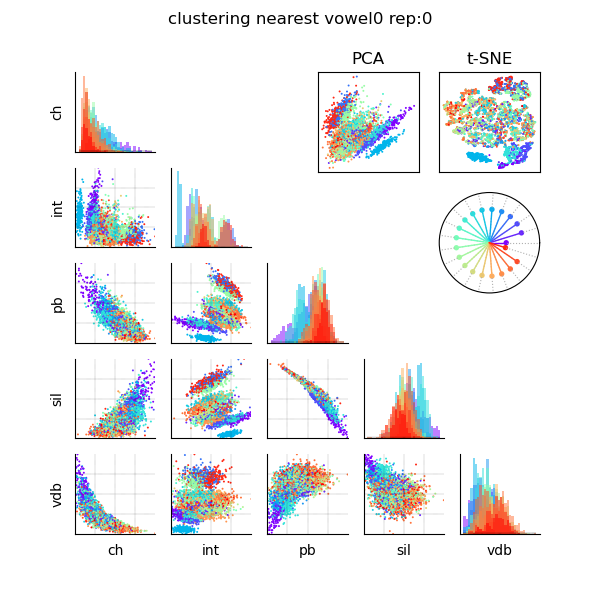 clustering nearest vowel0 rep:0
PCA
t-SNE
ch
int
pb
sil
vdb
ch
int
pb
sil
vdb